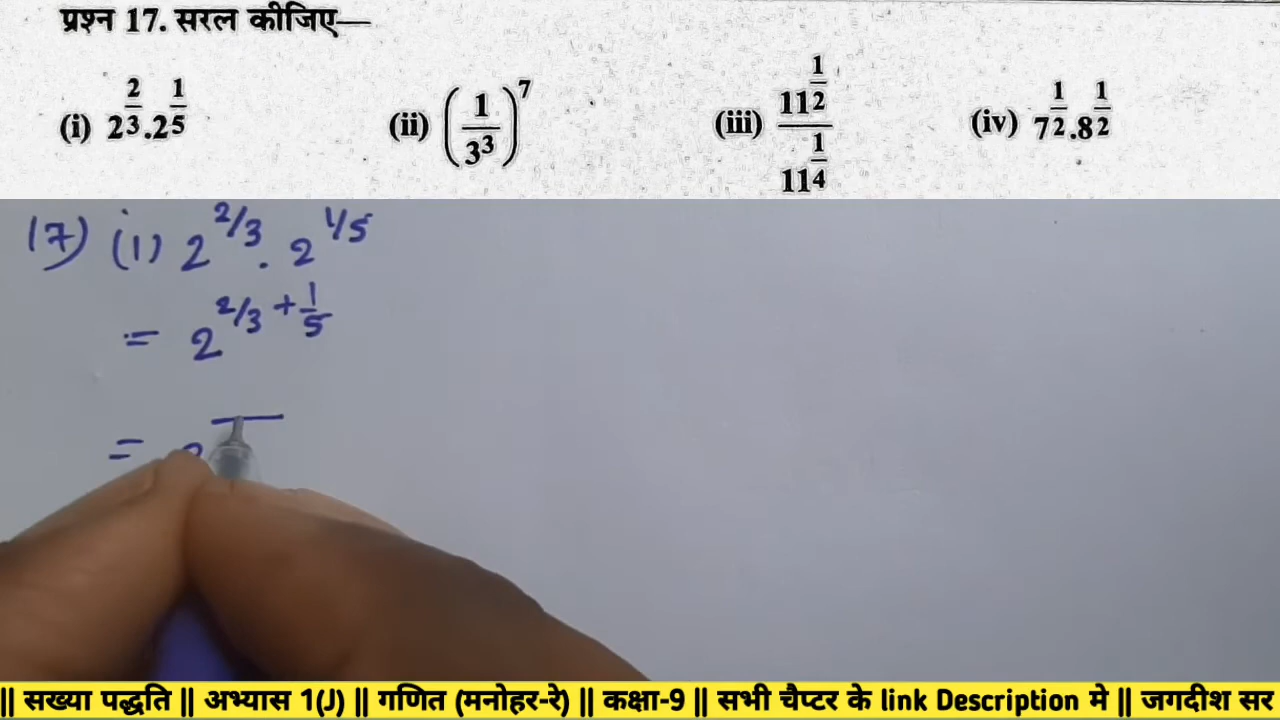 प्रश्न 17. सरल कीजिए—
(i) 2^{2/3}.2^{1/5} (ii) (1/3^3)^7 (iii) 11^{1/2}/11^{1/4} (iv) 7^{1/2}.8^{1/2}
17) (i) 2^{2/3} . 2^{1/5}
= 2^{2/3 + 1/5}
=
|| सख्या पद्धति || अभ्यास 1(J) || गणित (मनोहर-रे) || कक्षा-9 || सभी चैप्टर के link Description मे || जगदीश सर